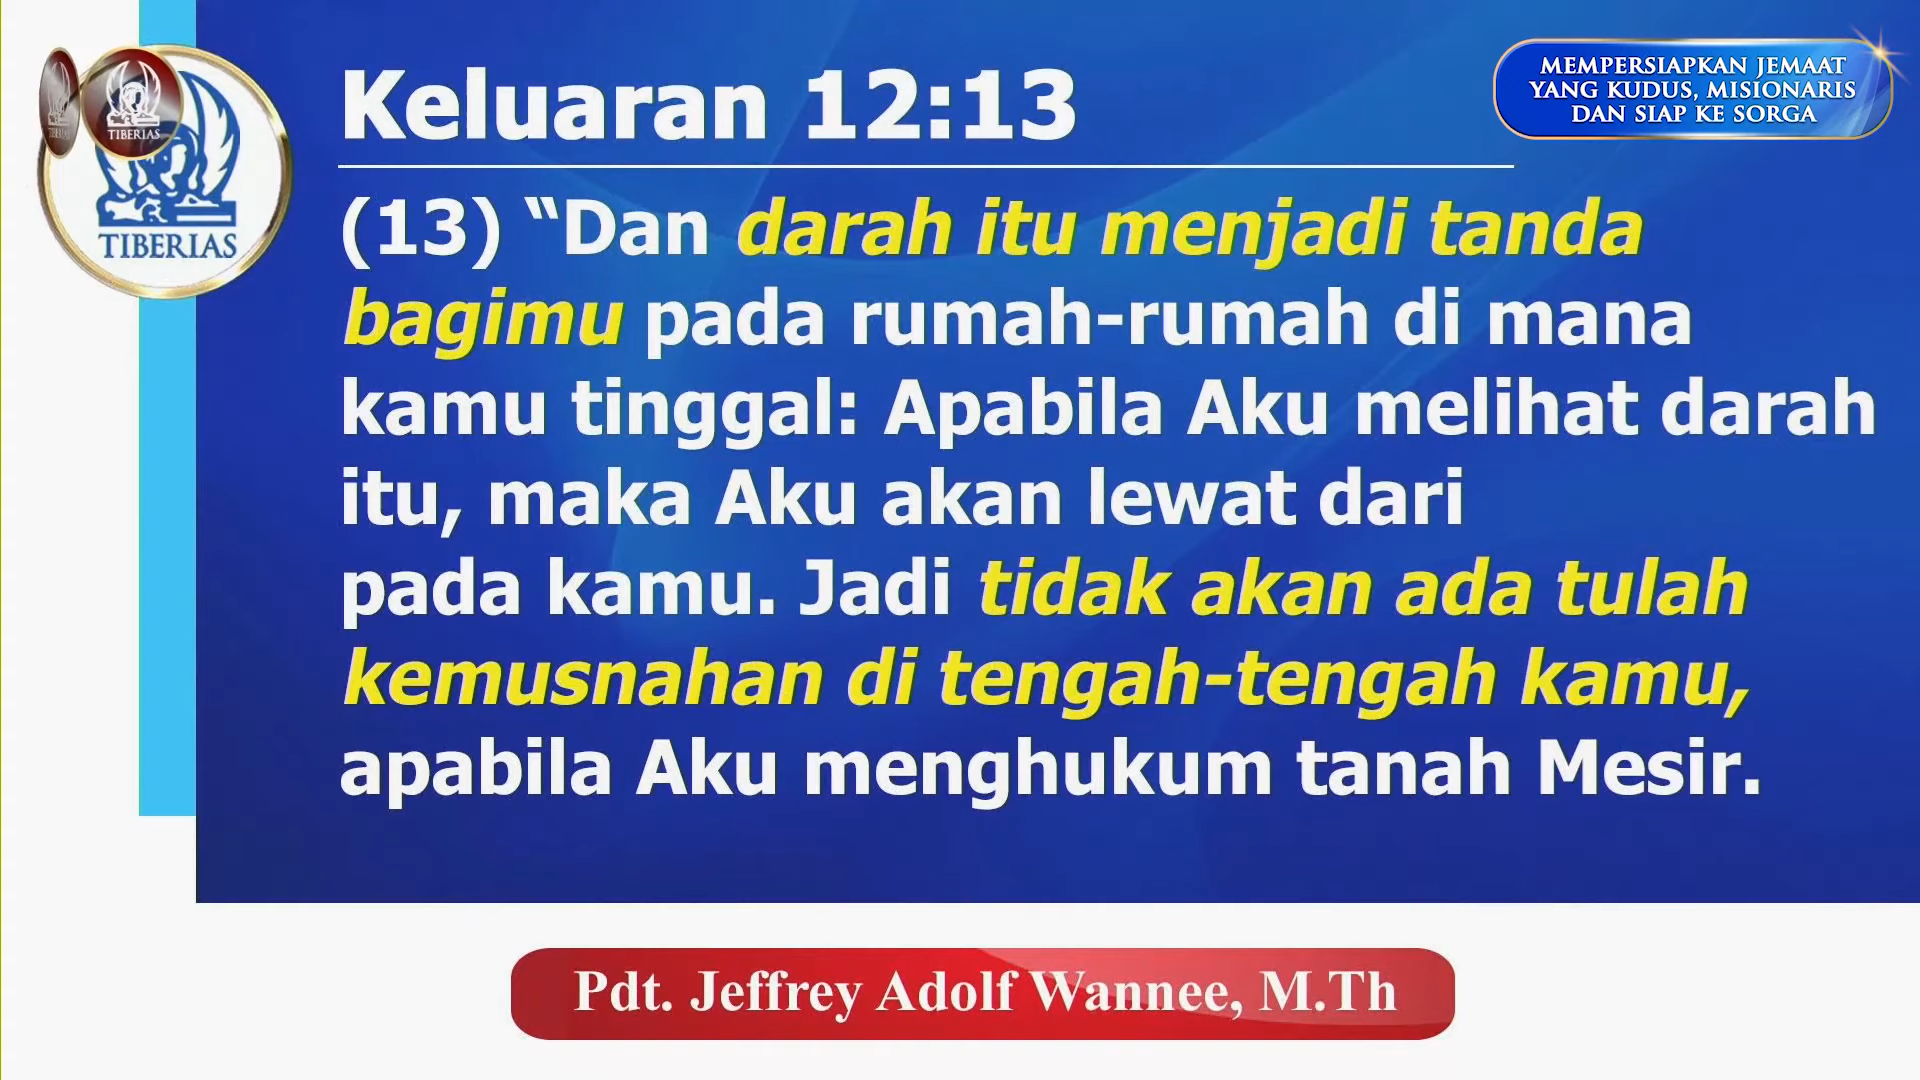 Keluaran 12:13
MEMPERSIAPKAN JEMAAT
YANG KUDUS, MISIONARIS
DAN SIAP KE SORGA
TIBERIAS
TIBERIAS
(13) “Dan darah itu menjadi tanda
bagimu pada rumah-rumah di mana
kamu tinggal: Apabila Aku melihat darah
itu, maka Aku akan lewat dari
pada kamu. Jadi tidak akan ada tulah
kemusnahan di tengah-tengah kamu,
apabila Aku menghukum tanah Mesir.
Pdt. Jeffrey Adolf Wannee, M.Th